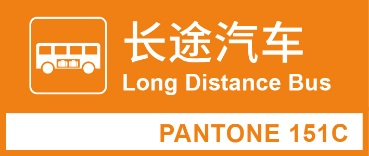 长途汽车
Long Distance Bus
PANTONE 151C